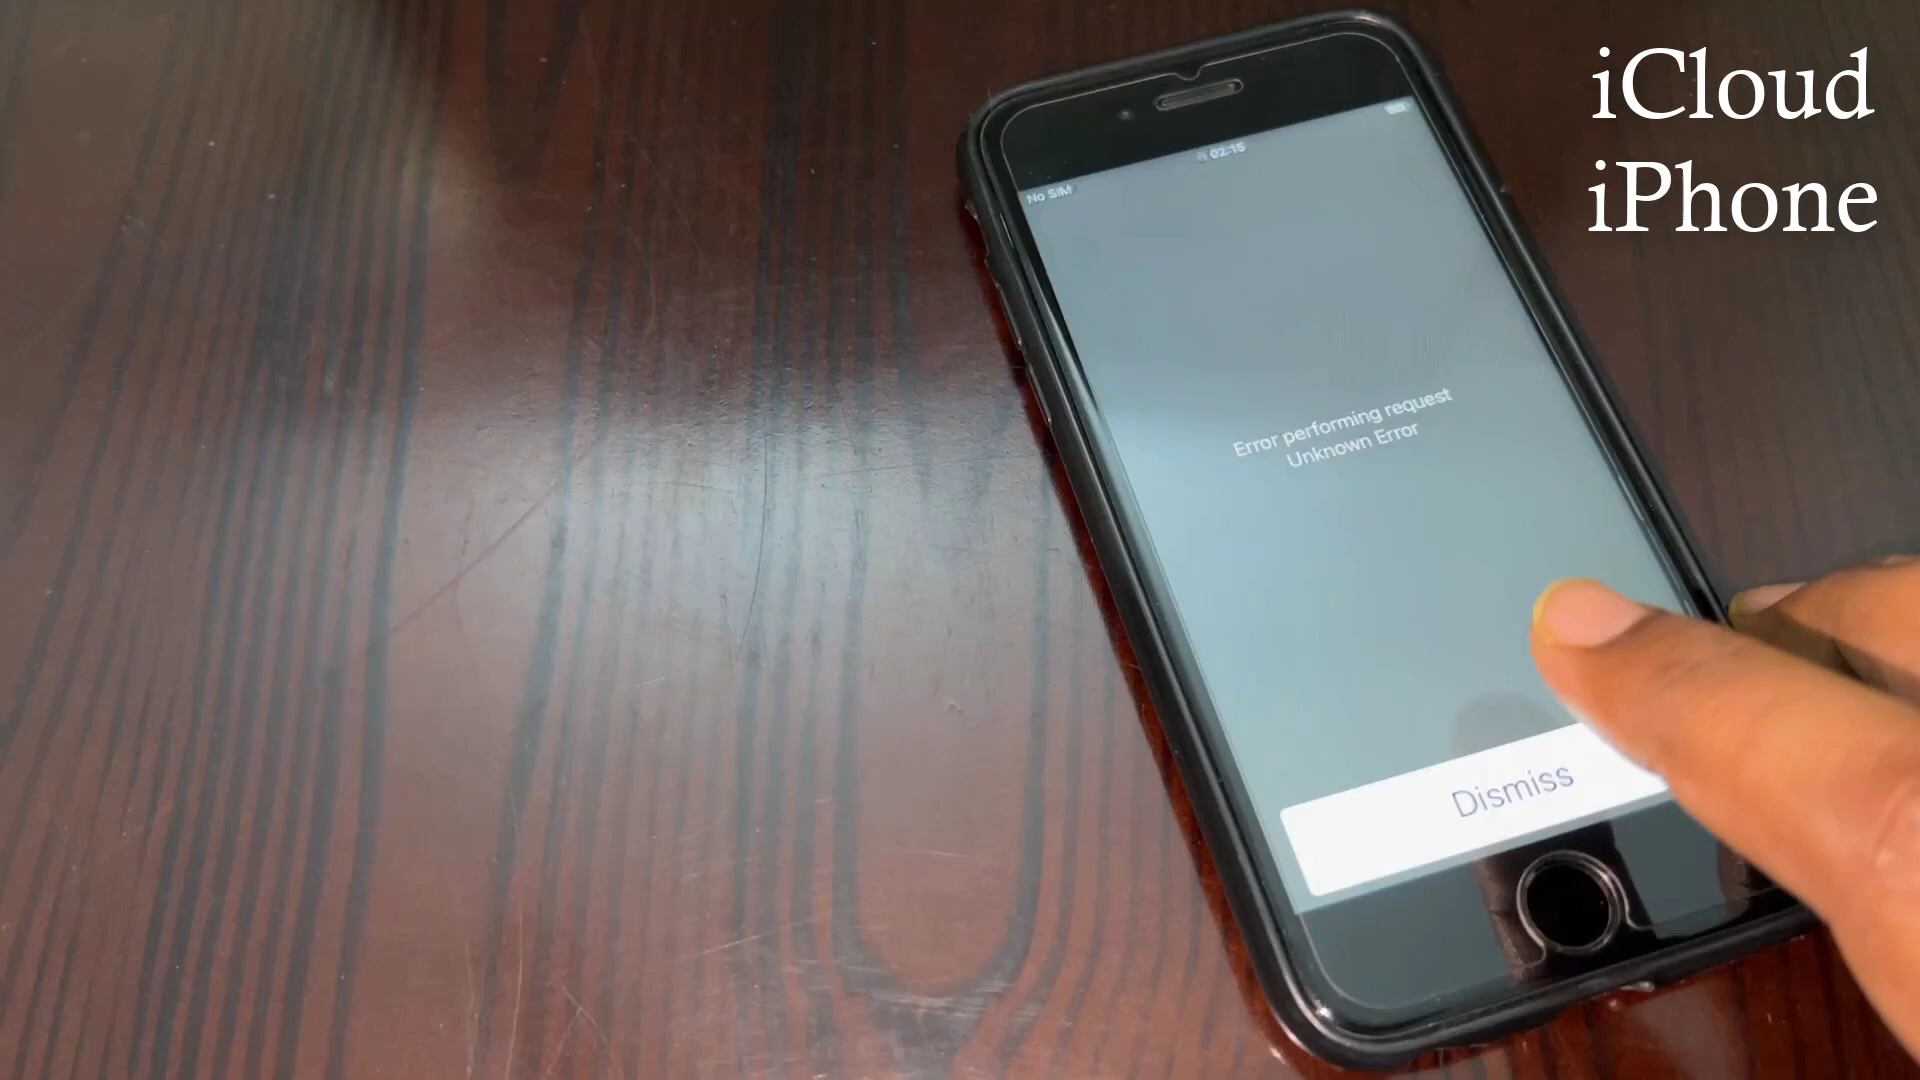 iCloud
iPhone
02:15
No SIM
Error performing request
Unknown Error
Dismiss